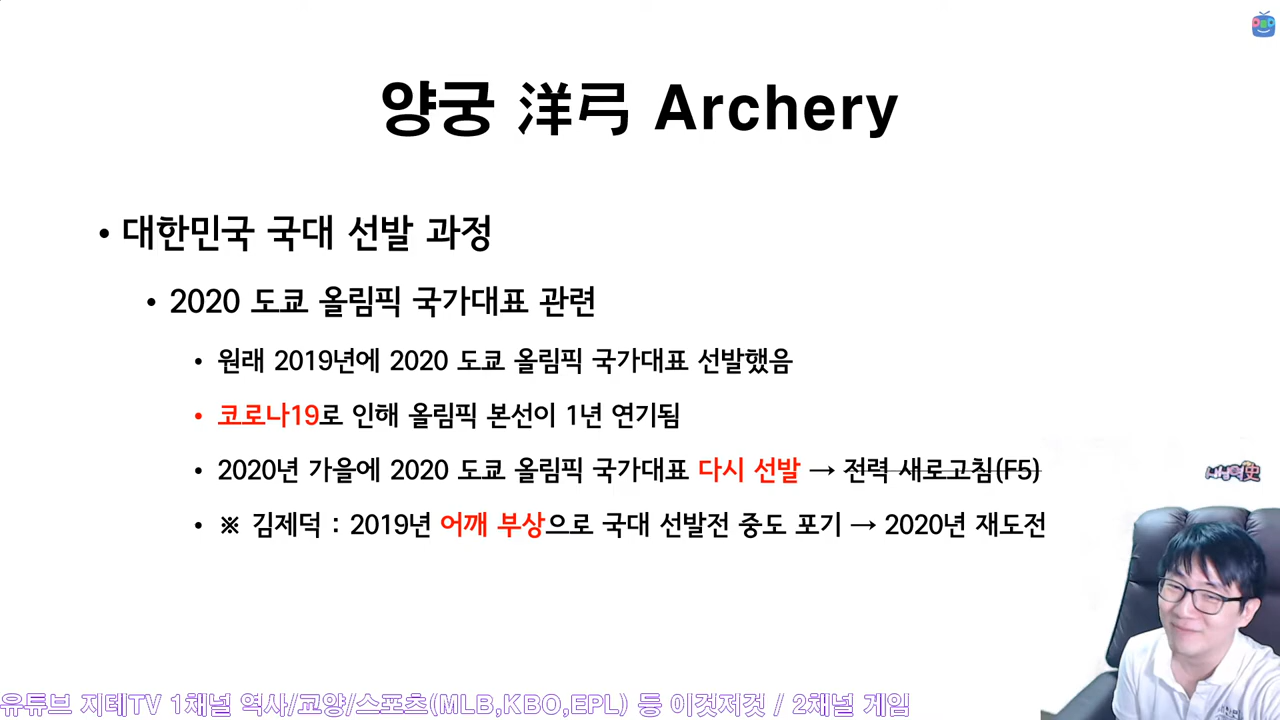 양궁 洋弓 Archery
• 대한민국 국대 선발 과정
• 2020 도쿄 올림픽 국가대표 관련
• 원래 2019년에 2020 도쿄 올림픽 국가대표 선발했음
• 코로나19로 인해 올림픽 본선이 1년 연기됨
• 2020년 가을에 2020 도쿄 올림픽 국가대표 다시 선발 → 전력 새로고침(F5)
• ※ 김제덕 : 2019년 어깨 부상으로 국대 선발전 중도 포기 → 2020년 재도전
유튜브 지테TV 1채널 역사/교양/스포츠(MLB,KBO,EPL) 등 이것저것 / 2채널 게임